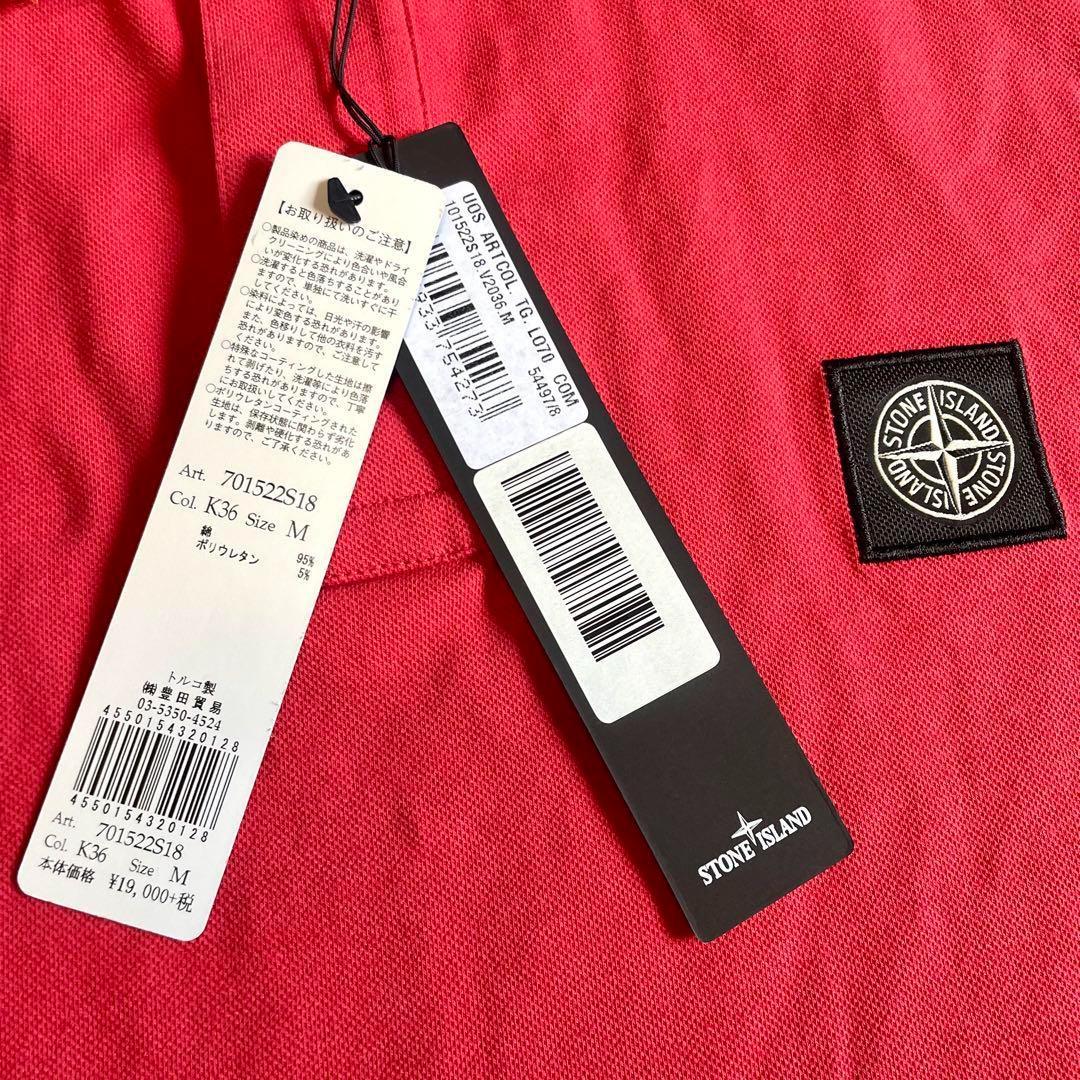 【お取り扱いのご注意】
○製品染めの商品は、洗濯やドライ
クリーニングにより色合いや風合
いが変化する恐れがあります。
○洗濯すると色落ちすることがあり
ますので、単独にて洗いすぐに干
してください。
○染料によっては、日光や汗の影響
により変色する恐れがあります。
また、色移りして他の衣料を汚す
恐れがありますので、ご注意して
ください。
○特殊なコーティングした生地は擦
れて剥げたり、洗濯等により色落
ちする恐れがありますので、丁寧
にお取扱いしてください。
○ポリウレタンコーティングされた
生地は、保存状態に関わらず劣化
します。剥離や硬化する恐れがあ
りますので、ご了承ください。
Art. 701522S18
Col. K36 Size M
綿 95%
ポリウレタン 5%
トルコ製
㈱豊田貿易
03-5350-4524
4550154320128
4550154320128
Art. 701522S18
Col. K36 Size M
本体価格 ¥19,000+税
UOS ARTCOL. TG. LO70 COM
101522S18 V2036.M 54497/8
933754273
STONE ISLAND
STONE ISLAND
STONE ISLAND